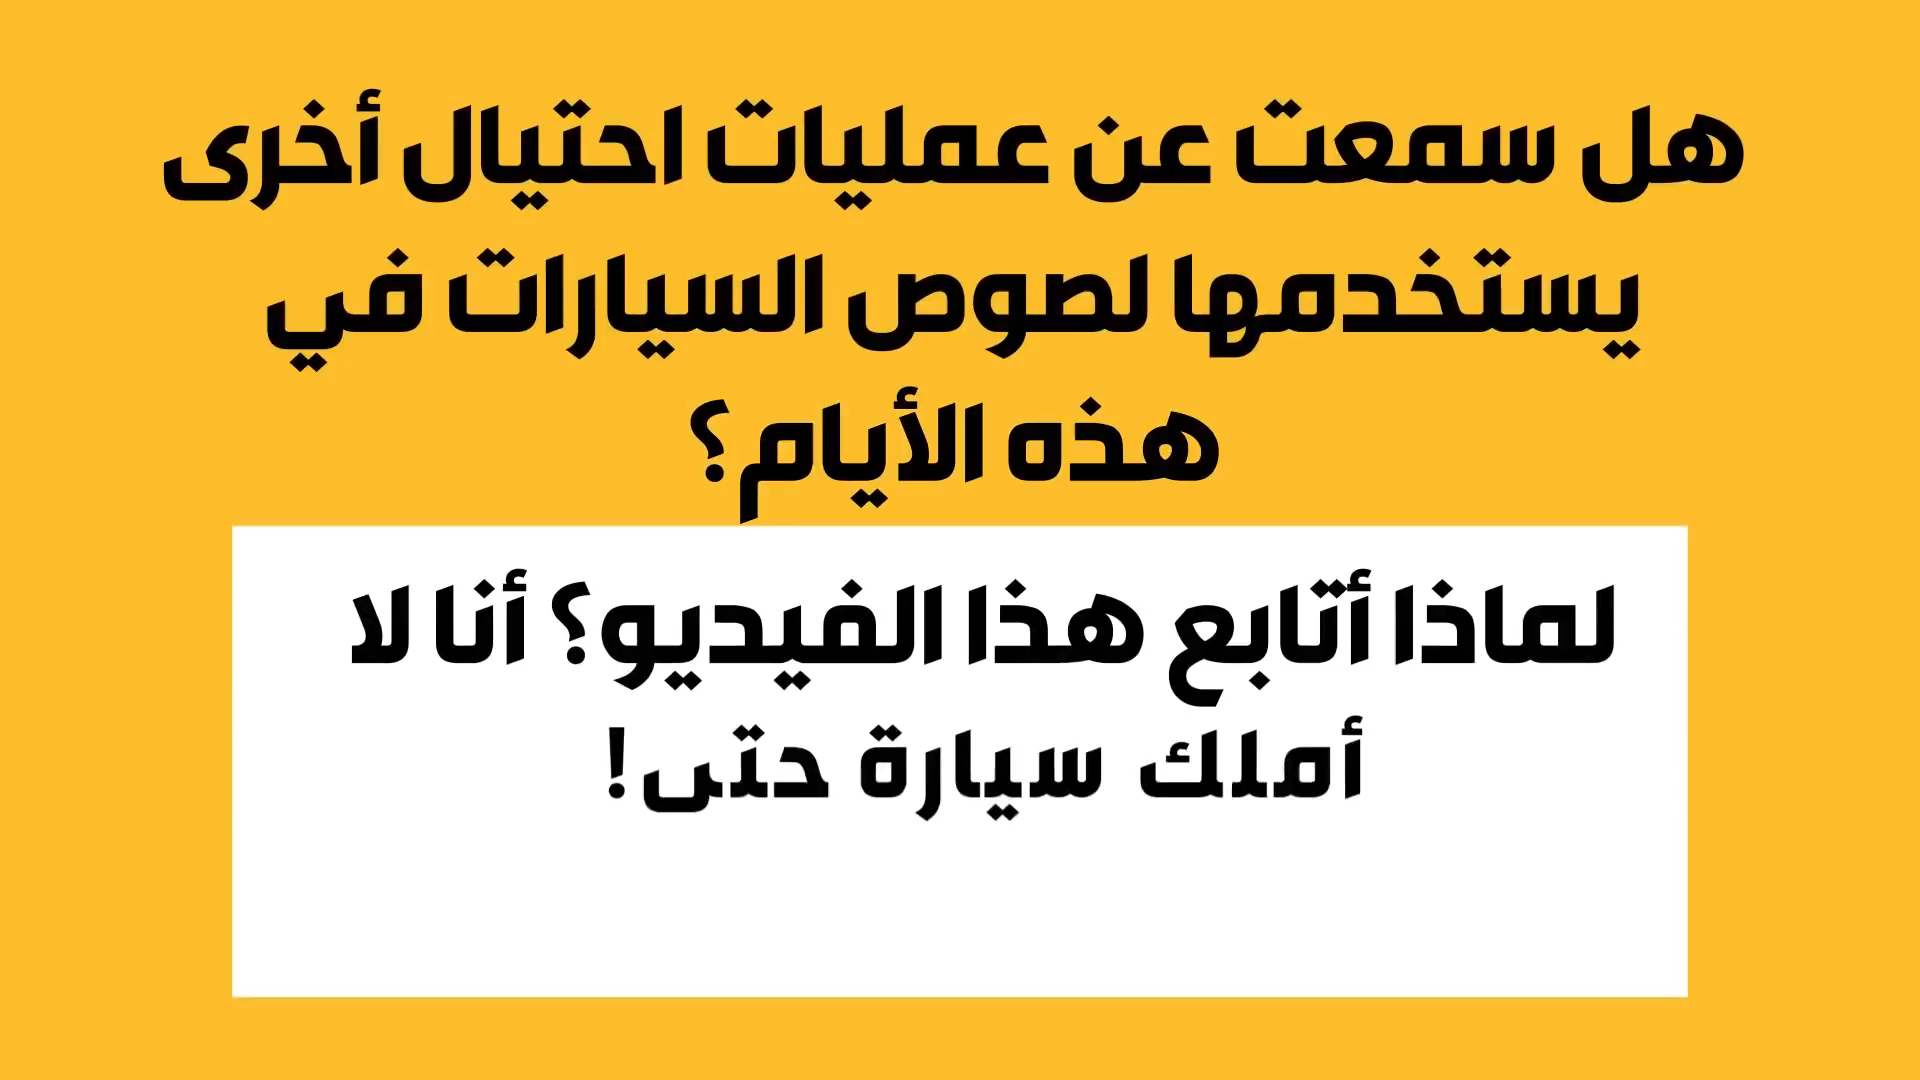 هل سمعت عن عمليات احتيال أخرى
يستخدمها لصوص السيارات في
هذه الأيام؟
لماذا أتابع هذا الفيديو؟ أنا لا
أملك سيارة حتى!